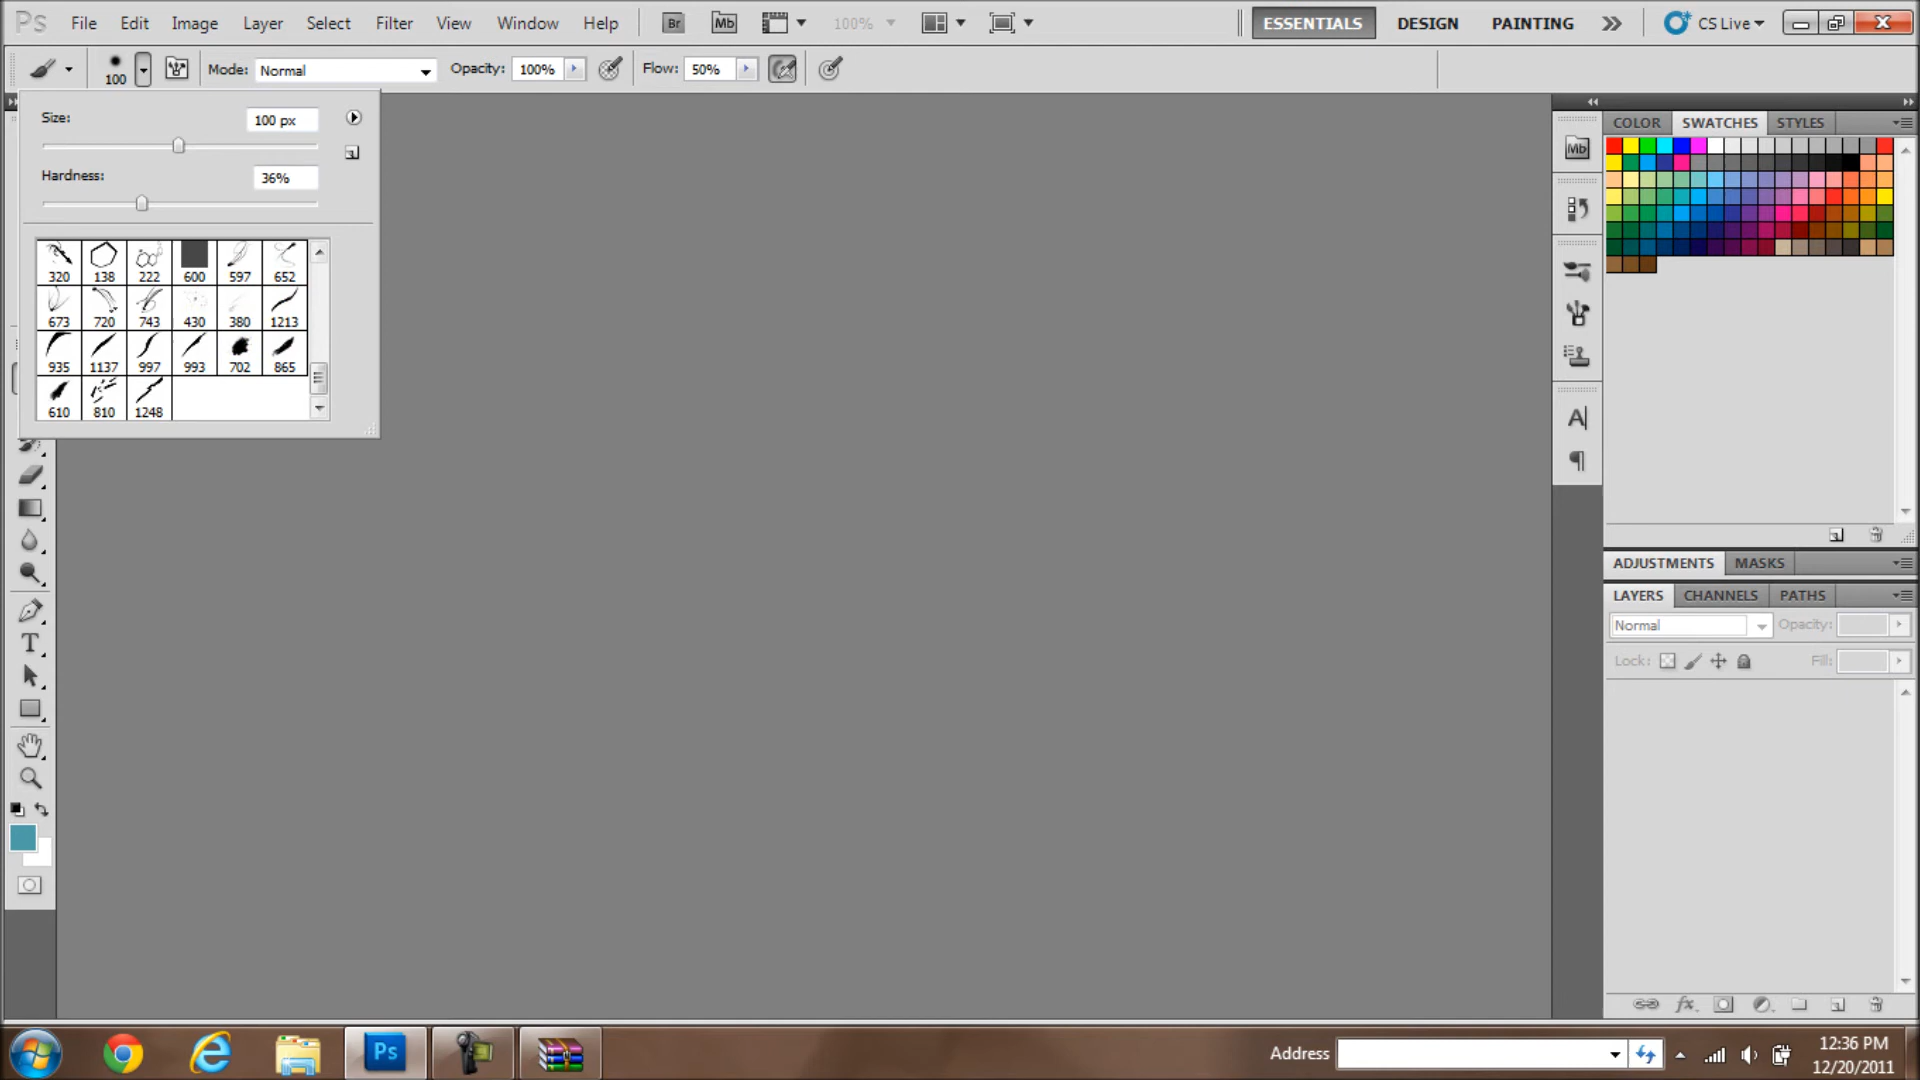 Ps File Edit Image Layer Select Filter View Window Help Br Mb 100% ESSENTIALS DESIGN PAINTING CS Live
100 Mode: Normal Opacity: 100% Flow: 50%
Size: 100 px
Hardness: 36%
320 138 222 600 597 652
673 720 743 430 380 1213
935 1137 997 993 702 865
610 810 1248
T
Mb
A
COLOR SWATCHES STYLES
ADJUSTMENTS MASKS
LAYERS CHANNELS PATHS
Normal Opacity:
Lock: Fill:
fx
Ps
Address
12:36 PM
12/20/2011